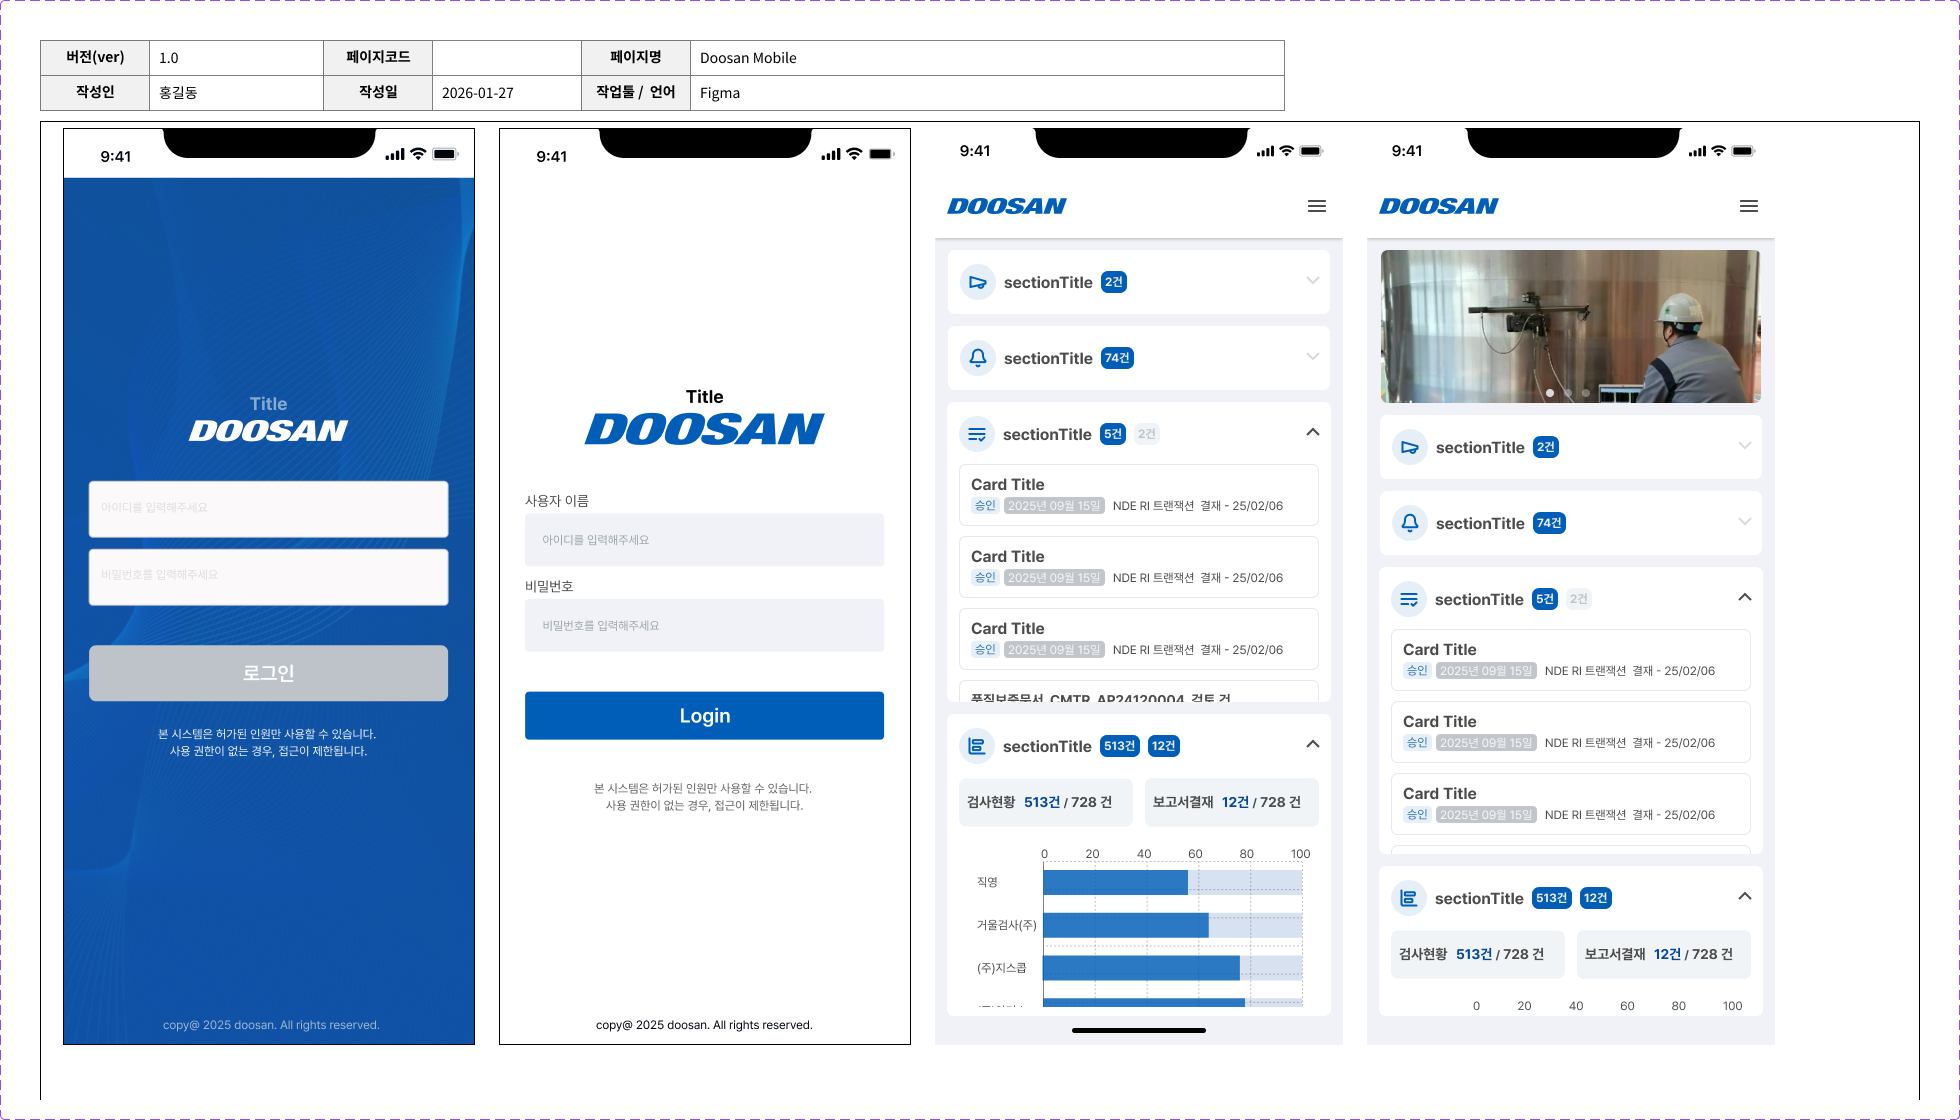 버전(ver) 1.0 페이지코드 페이지명 Doosan Mobile
작성인 홍길동 작성일 2026-01-27 작업툴 / 언어 Figma
9:41
Title
DOOSAN
아이디를 입력해주세요
비밀번호를 입력해주세요
로그인
본 시스템은 허가된 인원만 사용할 수 있습니다.
사용 권한이 없는 경우, 접근이 제한됩니다.
copy@ 2025 doosan. All rights reserved.
9:41
Title
DOOSAN
사용자 이름
아이디를 입력해주세요
비밀번호
비밀번호를 입력해주세요
Login
본 시스템은 허가된 인원만 사용할 수 있습니다.
사용 권한이 없는 경우, 접근이 제한됩니다.
copy@ 2025 doosan. All rights reserved.
9:41
DOOSAN
sectionTitle 2건
sectionTitle 74건
sectionTitle 5건 2건
Card Title
승인 2025년 09월 15일 NDE RI 트랜잭션 결재 - 25/02/06
Card Title
승인 2025년 09월 15일 NDE RI 트랜잭션 결재 - 25/02/06
Card Title
승인 2025년 09월 15일 NDE RI 트랜잭션 결재 - 25/02/06
품질보증문서 CMTR AP24120004 검토 건
sectionTitle 513건 12건
검사현황 513건 / 728 건 보고서결재 12건 / 728 건
0 20 40 60 80 100
직영
거울검사(주)
(주)지스콥
9:41
DOOSAN
sectionTitle 2건
sectionTitle 74건
sectionTitle 5건 2건
Card Title
승인 2025년 09월 15일 NDE RI 트랜잭션 결재 - 25/02/06
Card Title
승인 2025년 09월 15일 NDE RI 트랜잭션 결재 - 25/02/06
Card Title
승인 2025년 09월 15일 NDE RI 트랜잭션 결재 - 25/02/06
sectionTitle 513건 12건
검사현황 513건 / 728 건 보고서결재 12건 / 728 건
0 20 40 60 80 100